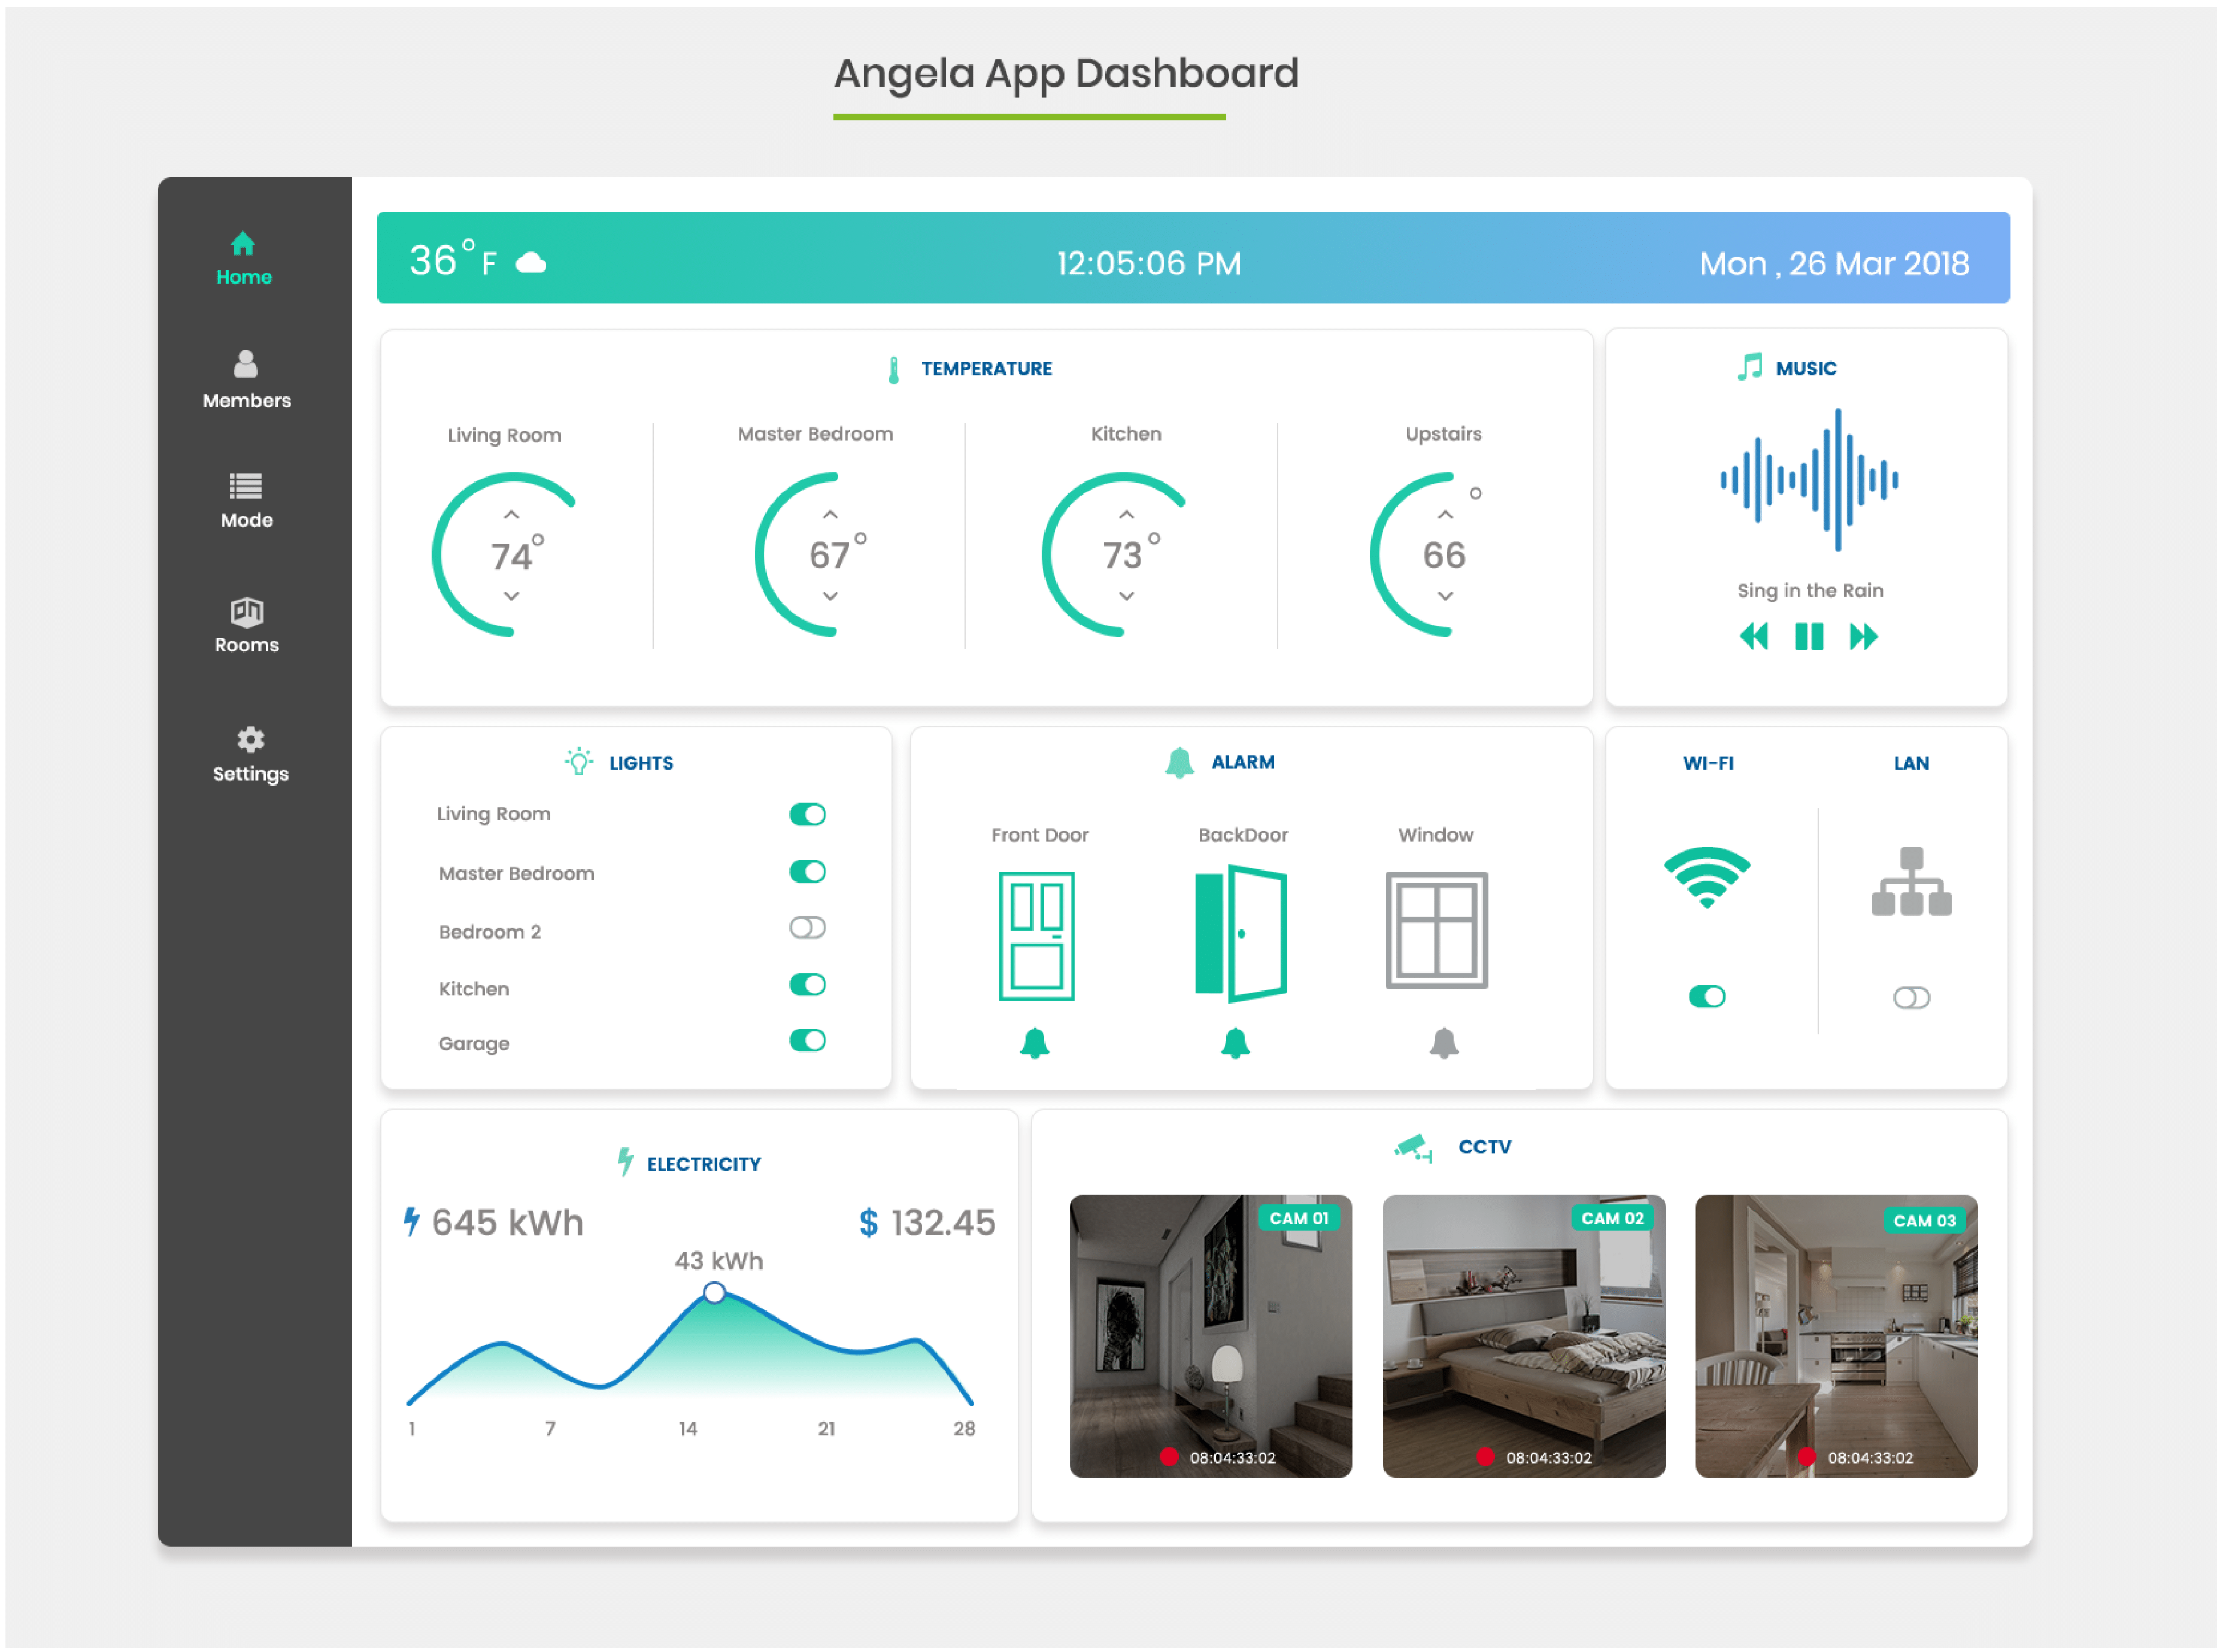 Angela App Dashboard
Home
Members
Mode
Rooms
Settings
36°F
12:05:06 PM
Mon , 26 Mar 2018
TEMPERATURE
Living Room
74°
Master Bedroom
67°
Kitchen
73°
Upstairs
66°
MUSIC
Sing in the Rain
LIGHTS
Living Room
Master Bedroom
Bedroom 2
Kitchen
Garage
ALARM
Front Door
BackDoor
Window
WI-FI
LAN
ELECTRICITY
645 kWh
$ 132.45
43 kWh
1 7 14 21 28
CCTV
CAM 01
08:04:33:02
CAM 02
08:04:33:02
CAM 03
08:04:33:02